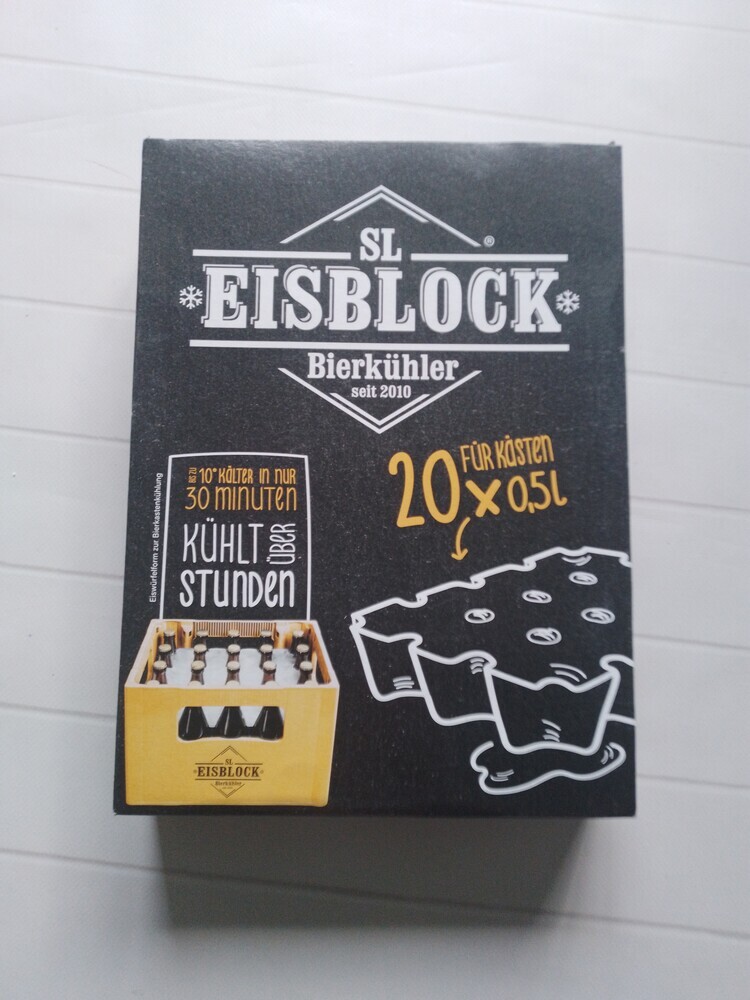 SL
®
EISBLOCK
Bierkühler
seit 2010
20 x
FÜR KÄSTEN
0,5L
BIS ZU 10° KÄLTER IN NUR
30 MINUTEN
KÜHLT ÜBER
STUNDEN
Eiswürfelform zur Bierkastenkühlung
SL
EISBLOCK
Bierkühler